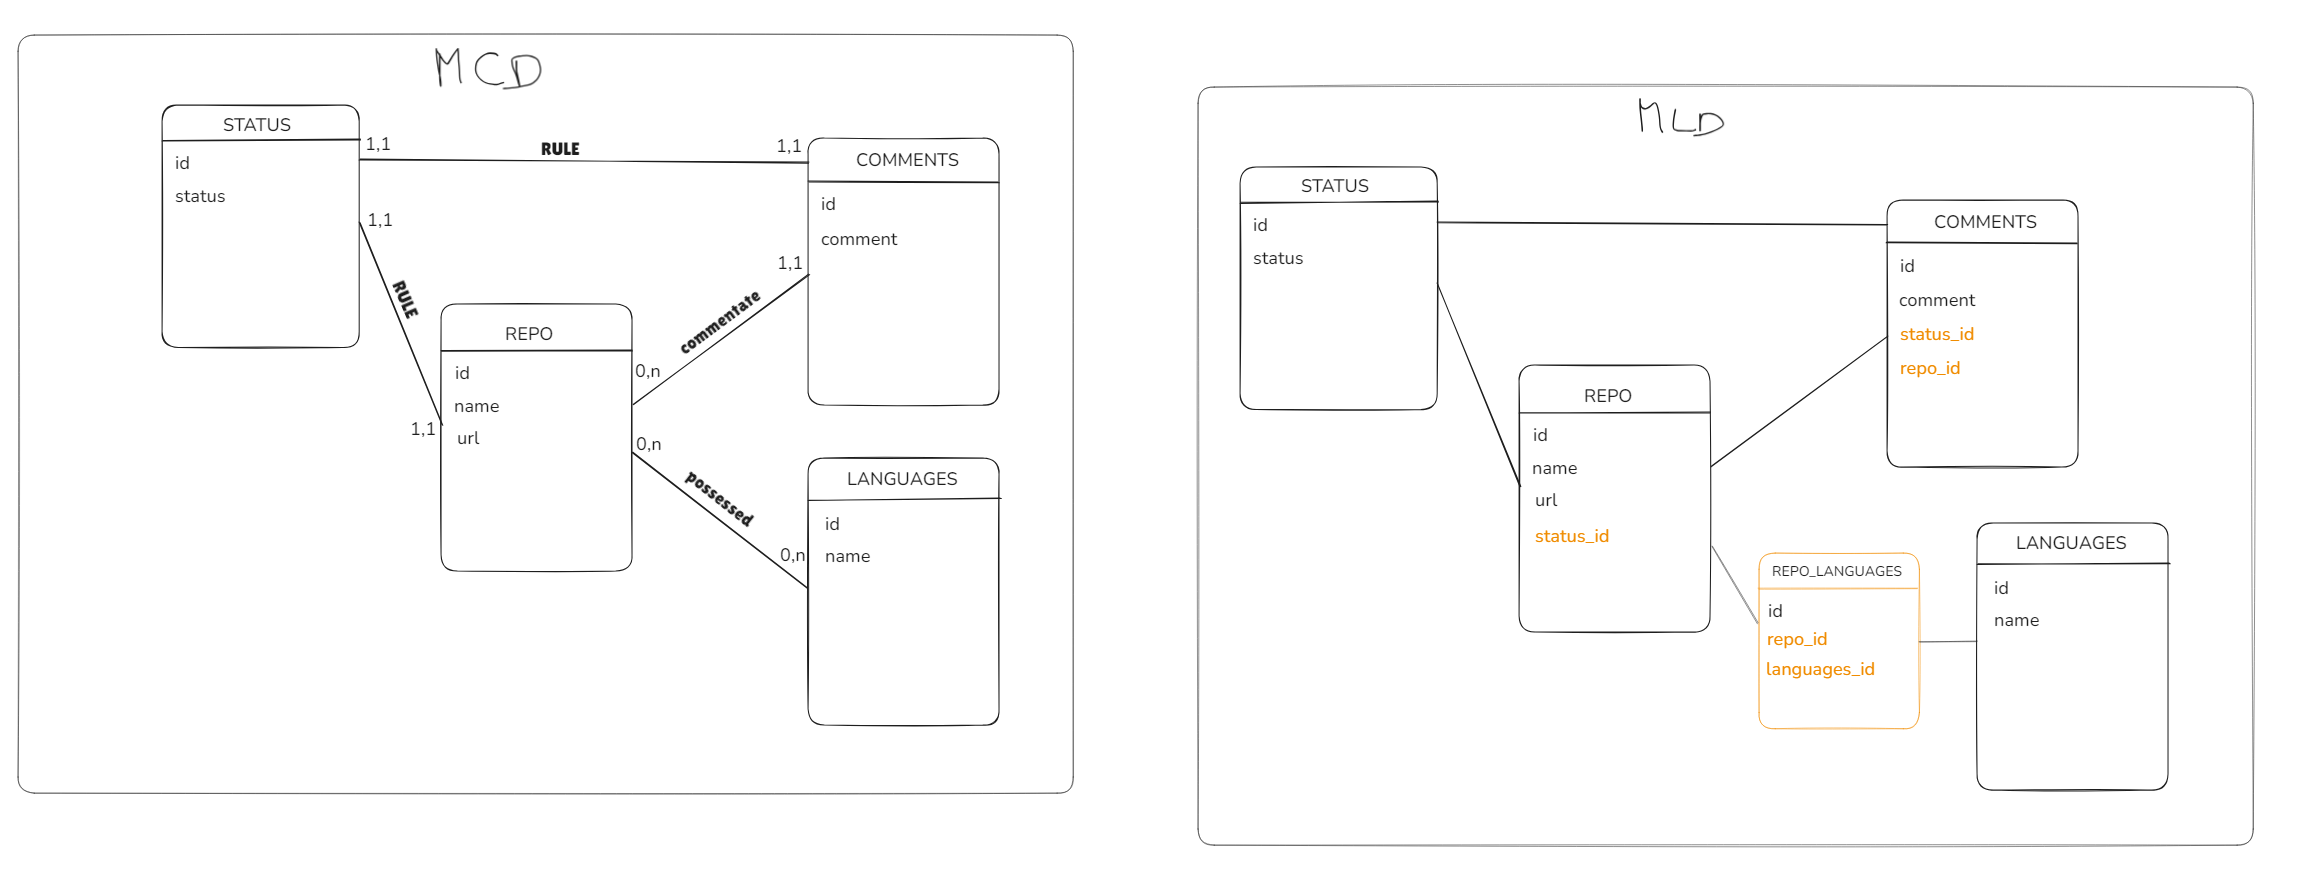 MCD
STATUS
id
status
1,1
RULE
1,1
COMMENTS
id
comment
1,1
RULE
1,1
REPO
id
name
url
1,1
commentate
0,n
0,n
possessed
0,n
LANGUAGES
id
name
MLD
STATUS
id
status
COMMENTS
id
comment
status_id
repo_id
REPO
id
name
url
status_id
REPO_LANGUAGES
id
repo_id
languages_id
LANGUAGES
id
name